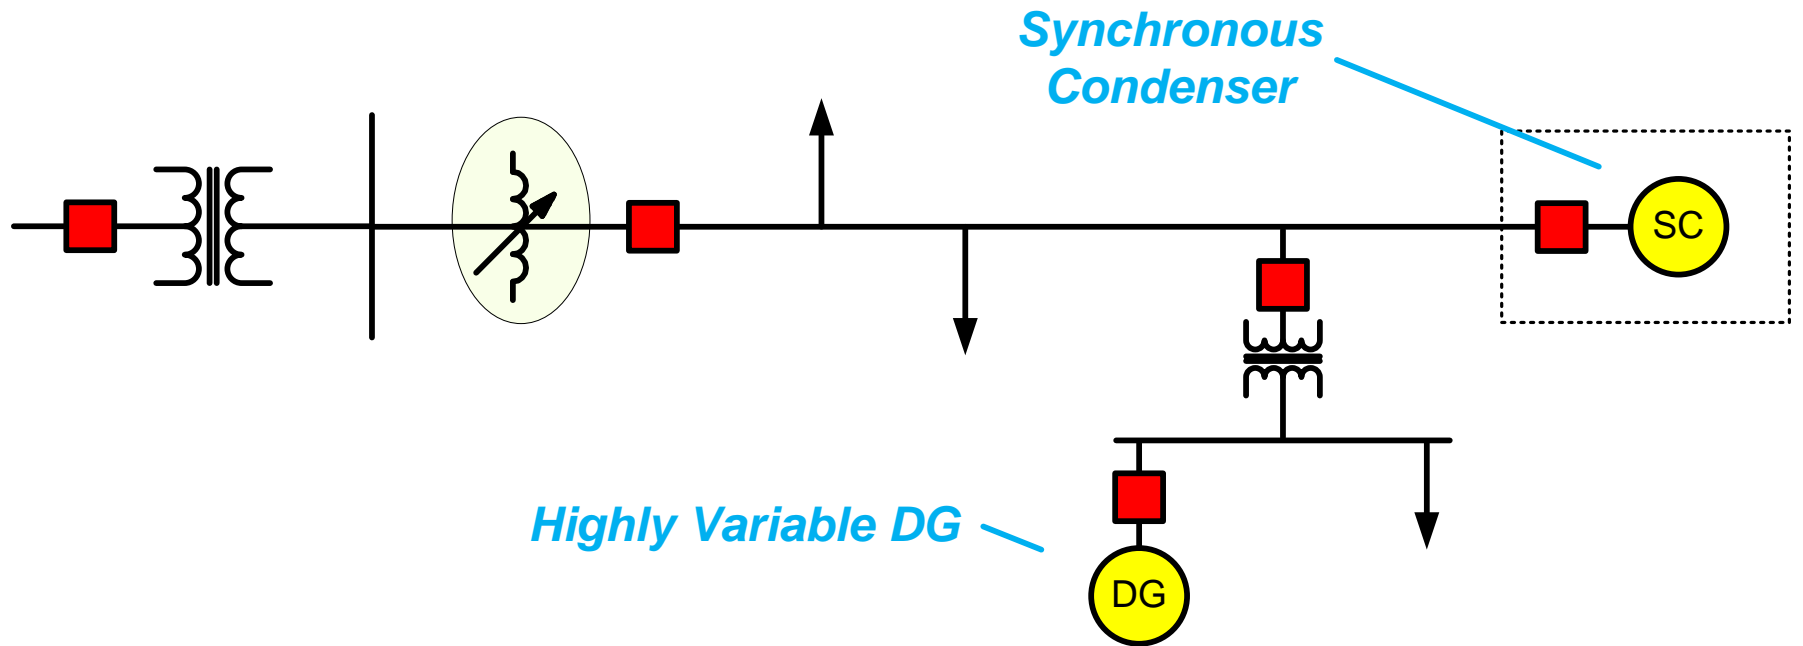 Synchronous
Condenser
SC
Highly Variable DG
DG